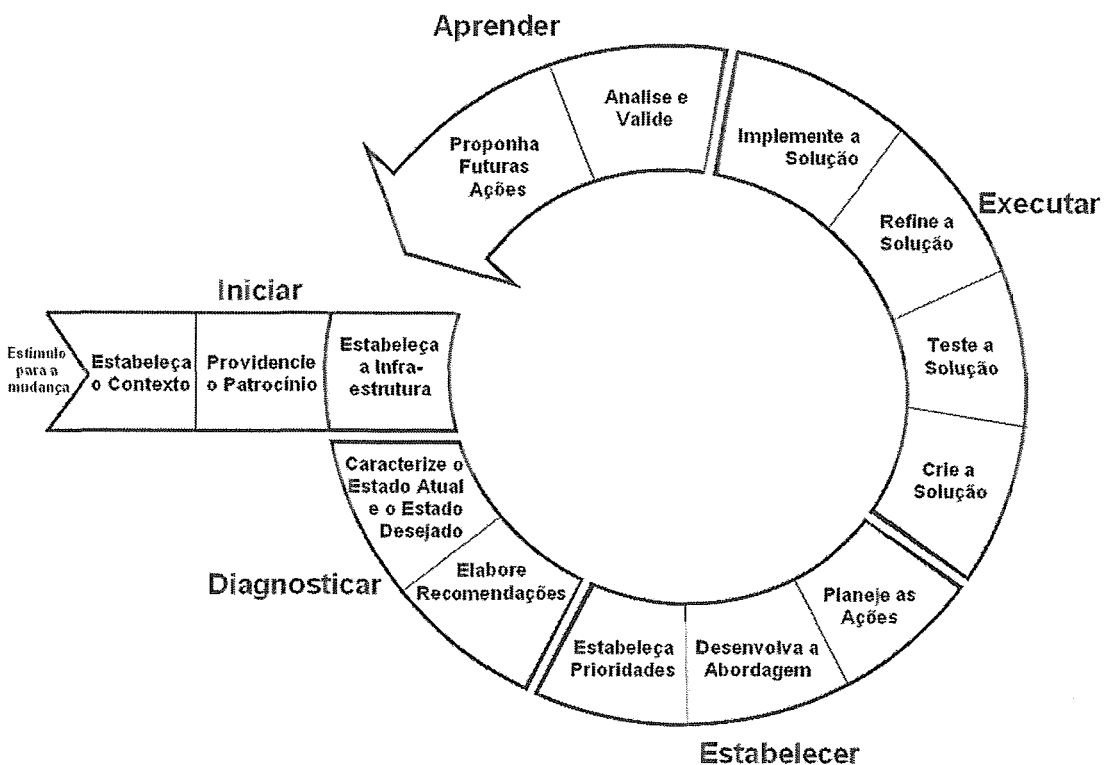 Aprender
Analise e
Valide
Proponha
Futuras
Ações
Implemente a
Solução
Executar
Refine a
Solução
Teste a
Solução
Crie a
Solução
Iniciar
Estímulo
para a
mudança
Estabeleça
o Contexto
Providencie
o Patrocínio
Estabeleça
a Infra-
estrutura
Caracterize o
Estado Atual
e o Estado
Desejado
Diagnosticar
Elabore
Recomendações
Estabeleça
Prioridades
Desenvolva a
Abordagem
Planeje as
Ações
Estabelecer